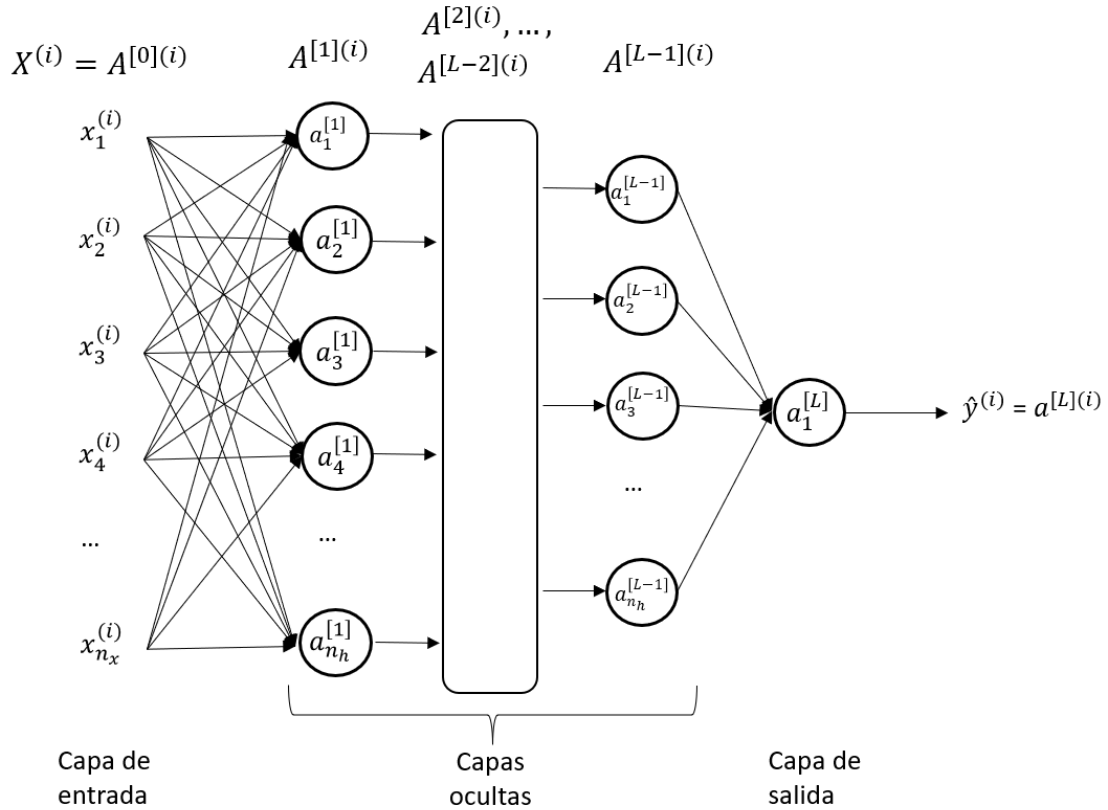 X^{(i)} = A^{[0](i)}
A^{[1](i)}
A^{[2](i)}, ...,
A^{[L-2](i)}
A^{[L-1](i)}
x_1^{(i)}
x_2^{(i)}
x_3^{(i)}
x_4^{(i)}
...
x_{n_x}^{(i)}
a_1^{[1]}
a_2^{[1]}
a_3^{[1]}
a_4^{[1]}
...
a_{n_h}^{[1]}
a_1^{[L-1]}
a_2^{[L-1]}
a_3^{[L-1]}
...
a_{n_h}^{[L-1]}
a_1^{[L]}
ŷ^{(i)} = a^{[L](i)}
Capa de
entrada
Capas
ocultas
Capa de
salida